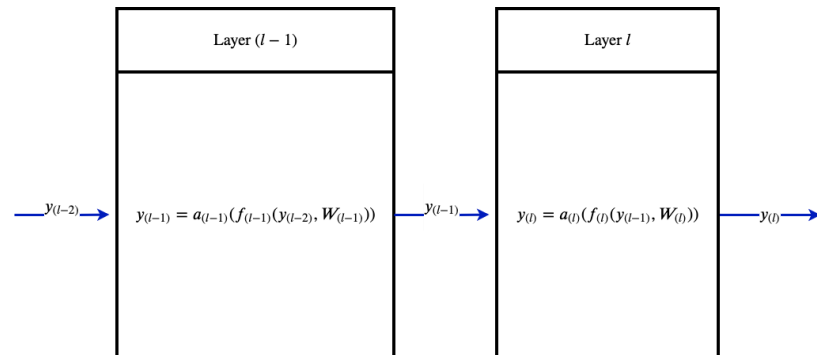 Layer (l − 1)
Layer l
y(l−2)
y(l−1) = a(l−1)(f(l−1)(y(l−2), W(l−1)))
y(l−1)
y(l) = a(l)(f(l)(y(l−1), W(l)))
y(l)